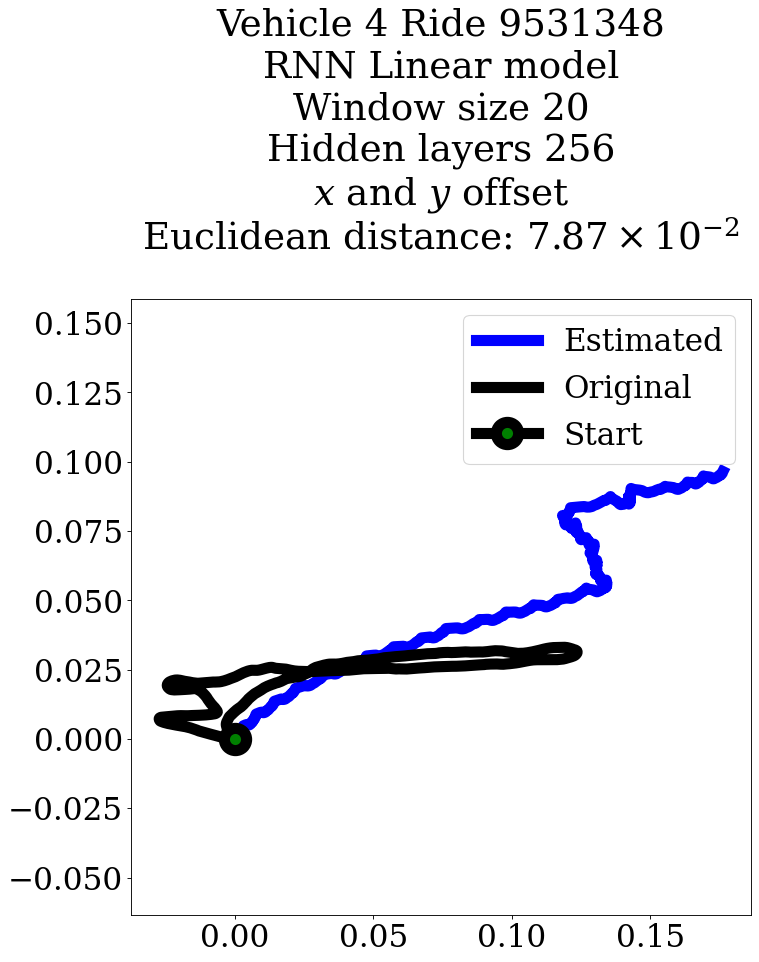 Vehicle 4 Ride 9531348
RNN Linear model
Window size 20
Hidden layers 256
x and y offset
Euclidean distance: 7.87 × 10⁻²
Estimated
Original
Start
0.150
0.125
0.100
0.075
0.050
0.025
0.000
−0.025
−0.050
0.00 0.05 0.10 0.15